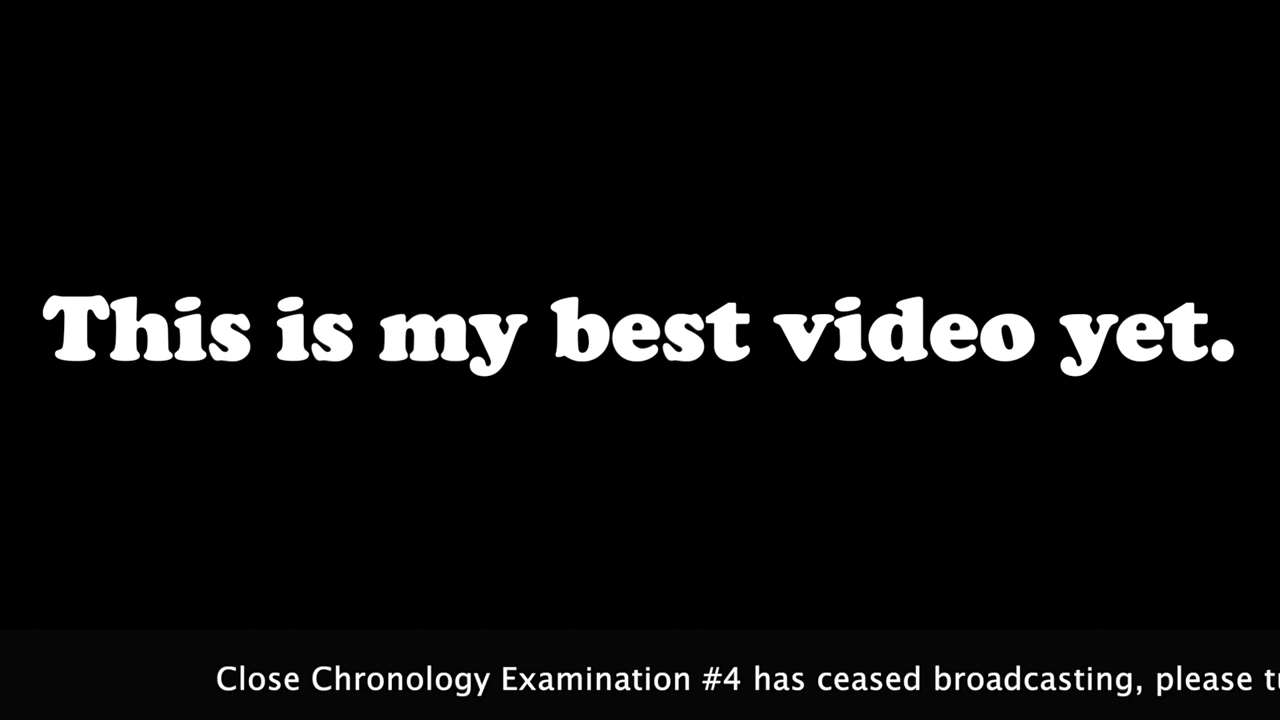 This is my best video yet.
Close Chronology Examination #4 has ceased broadcasting, please